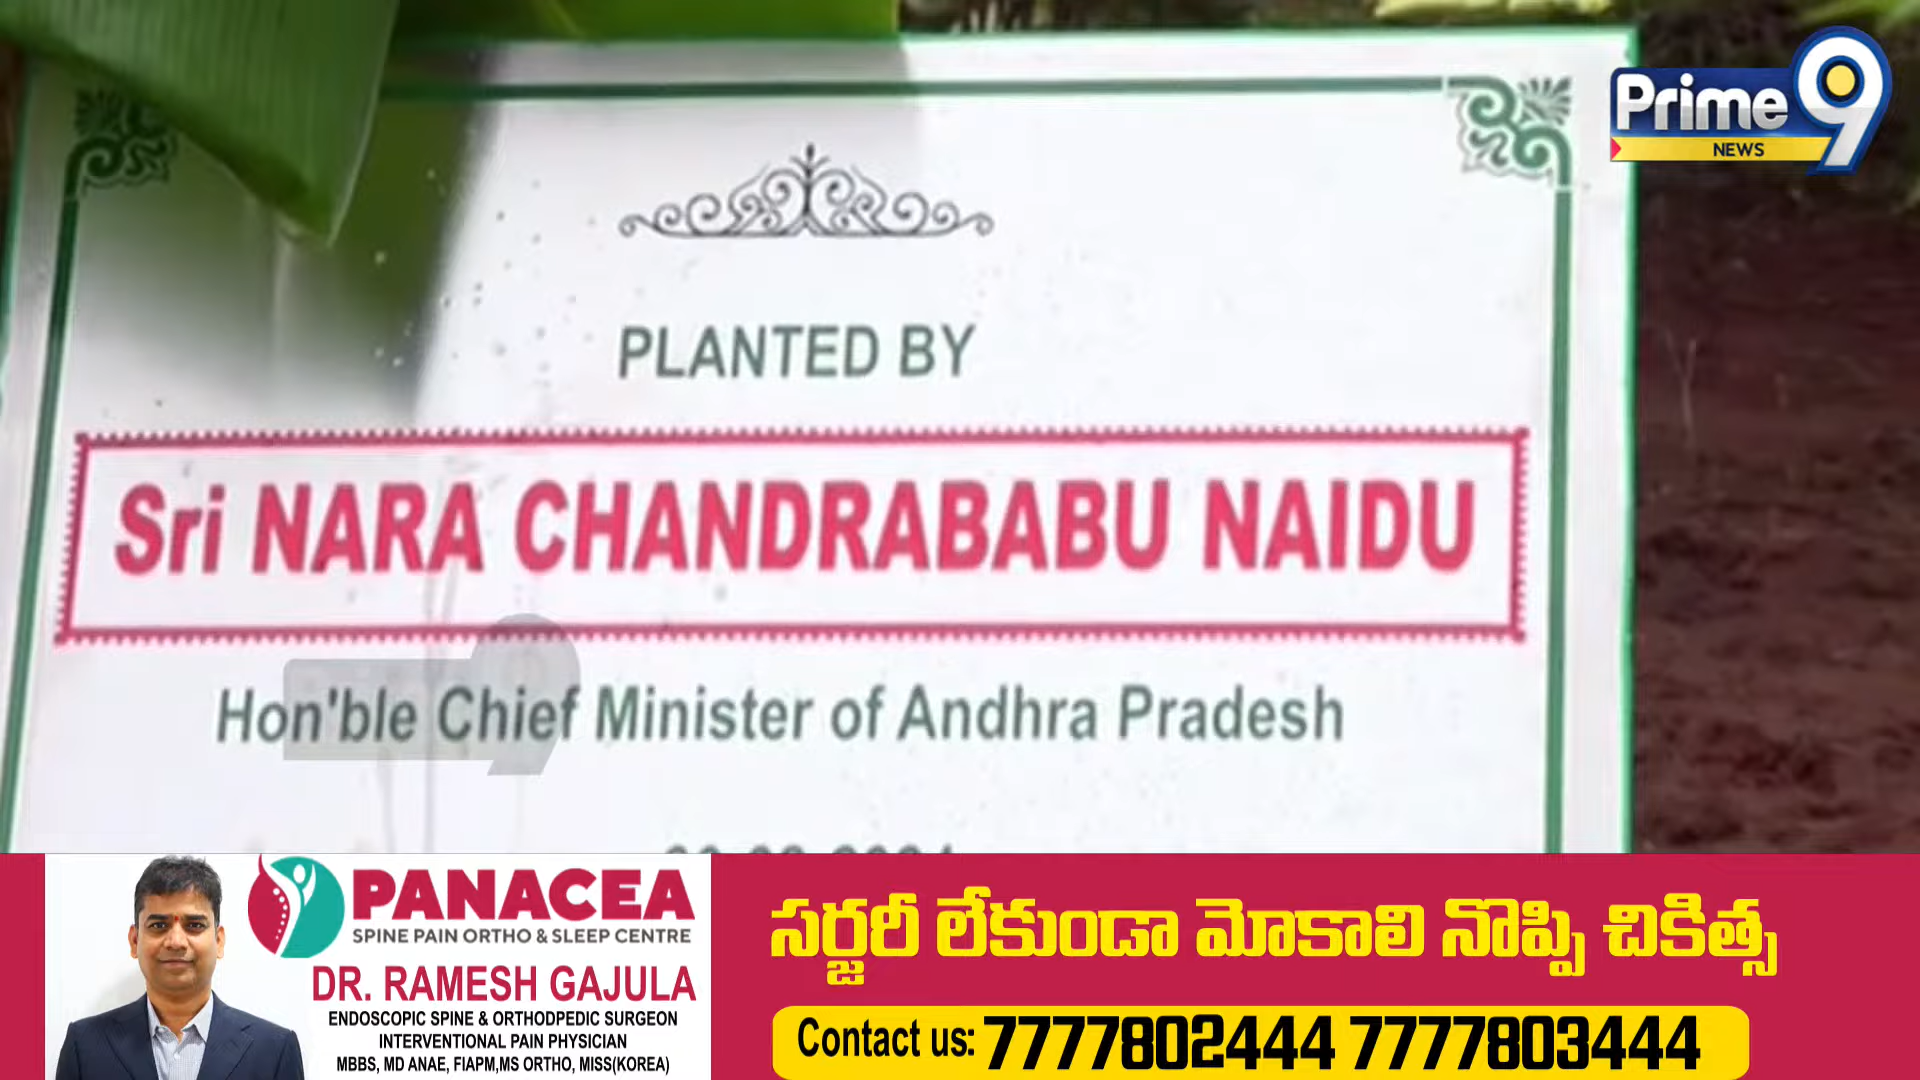 Prime9
NEWS
PLANTED BY
Sri NARA CHANDRABABU NAIDU
Hon'ble Chief Minister of Andhra Pradesh
PANACEA
SPINE PAIN ORTHO & SLEEP CENTRE
DR. RAMESH GAJULA
ENDOSCOPIC SPINE & ORTHODPEDIC SURGEON
INTERVENTIONAL PAIN PHYSICIAN
MBBS, MD ANAE, FIAPM,MS ORTHO, MISS(KOREA)
సర్జరీ లేకుండా మోకాలి నొప్పి చికిత్స
Contact us: 7777802444 7777803444